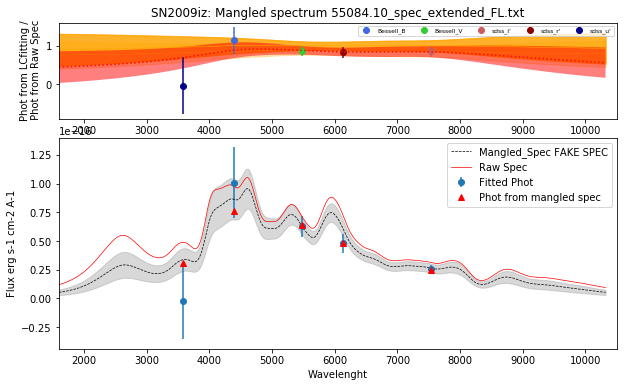 SN2009iz: Mangled spectrum 55084.10_spec_extended_FL.txt
Phot from LCfitting /
Phot from Raw Spec
1
0
Bessell_B
Bessell_V
sdss_i'
sdss_r'
sdss_u'
2000 3000 4000 5000 6000 7000 8000 9000 10000
1e−16
Flux erg s-1 cm-2 A-1
1.25
1.00
0.75
0.50
0.25
0.00
−0.25
Mangled_Spec FAKE SPEC
Raw Spec
Fitted Phot
Phot from mangled spec
2000 3000 4000 5000 6000 7000 8000 9000 10000
Wavelenght